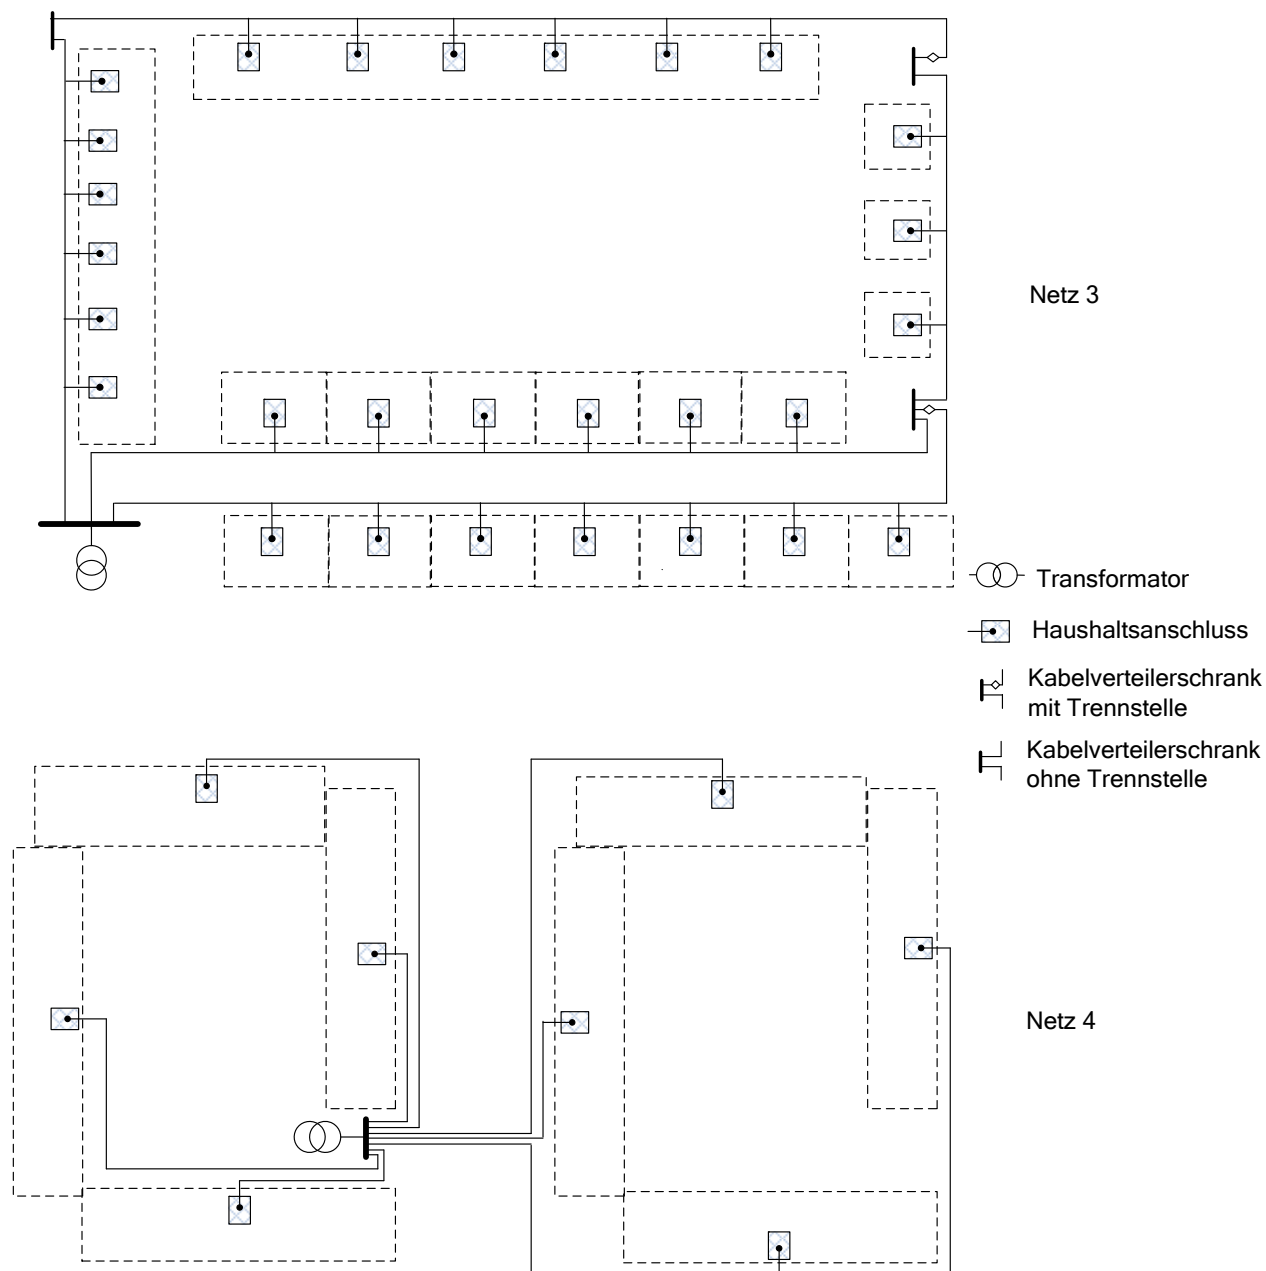 Netz 3
Transformator
Haushaltsanschluss
Kabelverteilerschrank
mit Trennstelle
Kabelverteilerschrank
ohne Trennstelle
Netz 4